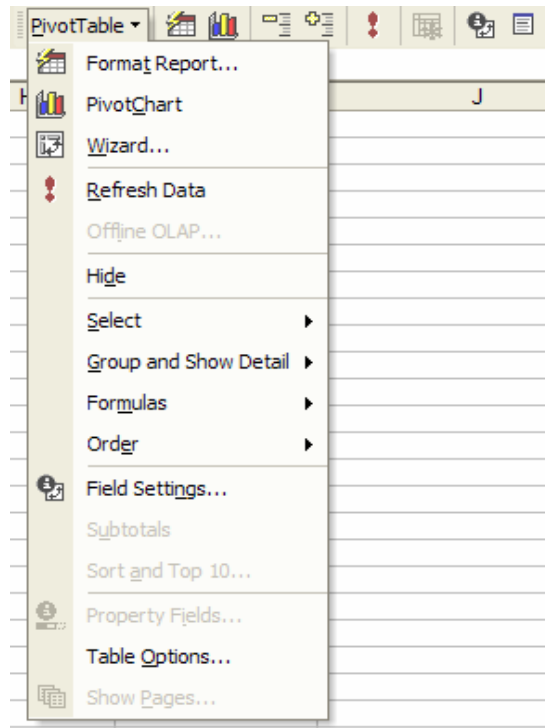 PivotTable
Format Report...
H
J
PivotChart
Wizard...
Refresh Data
Offline OLAP...
Hide
Select
Group and Show Detail
Formulas
Order
Field Settings...
Subtotals
Sort and Top 10...
Property Fields...
Table Options...
Show Pages...